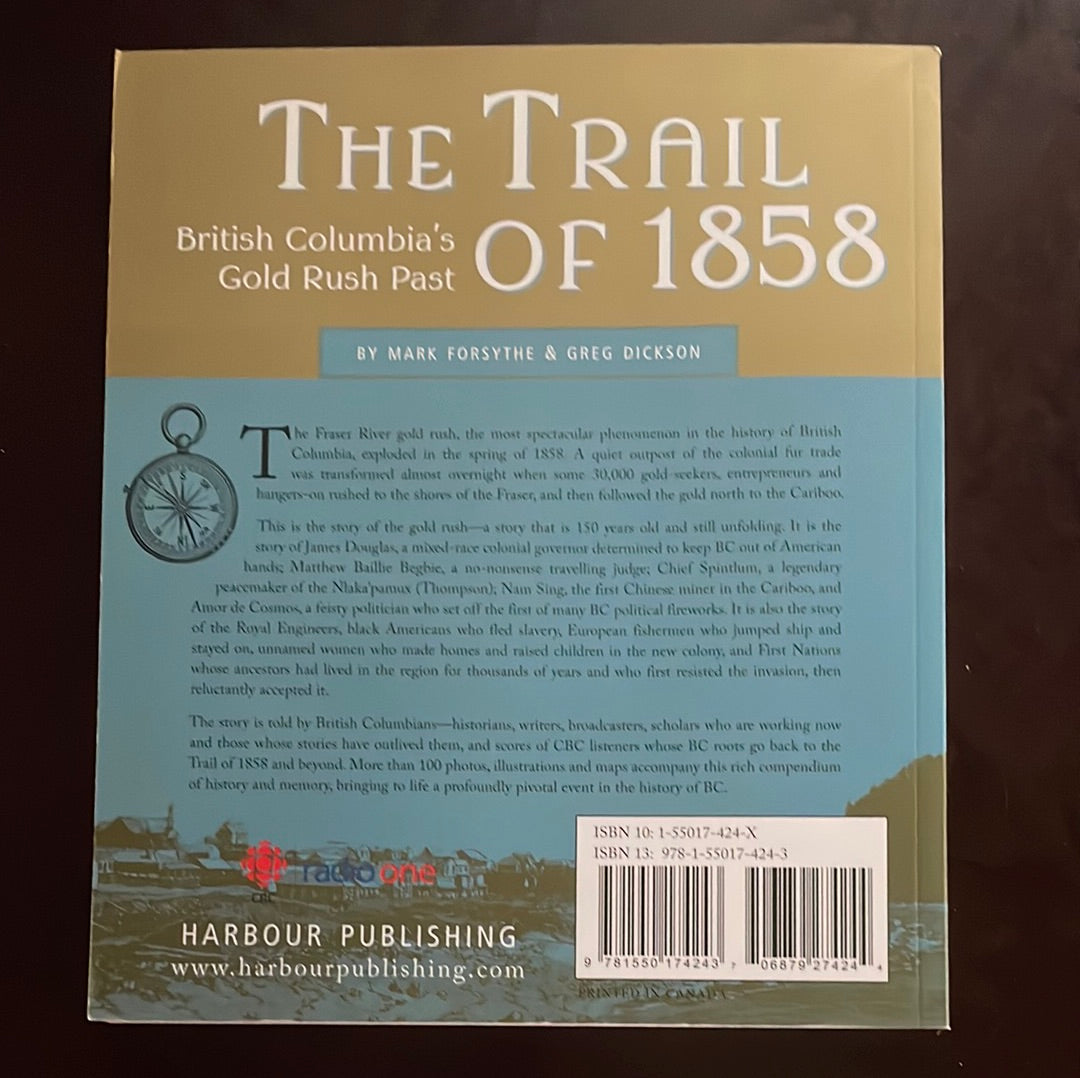 THE TRAIL
British Columbia's
Gold Rush Past
OF 1858
BY MARK FORSYTHE & GREG DICKSON
The Fraser River gold rush, the most spectacular phenomenon in the history of British
Columbia, exploded in the spring of 1858. A quiet outpost of the colonial fur trade
was transformed almost overnight when some 30,000 gold-seekers, entrepreneurs and
hangers-on rushed to the shores of the Fraser, and then followed the gold north to the Cariboo.
This is the story of the gold rush—a story that is 150 years old and still unfolding. It is the
story of James Douglas, a mixed-race colonial governor determined to keep BC out of American
hands; Matthew Baillie Begbie, a no-nonsense travelling judge; Chief Spintlum, a legendary
peacemaker of the Nlaka'pamux (Thompson); Nam Sing, the first Chinese miner in the Cariboo, and
Amor de Cosmos, a feisty politician who set off the first of many BC political fireworks. It is also the story
of the Royal Engineers, black Americans who fled slavery, European fishermen who jumped ship and
stayed on, unnamed women who made homes and raised children in the new colony, and First Nations
whose ancestors had lived in the region for thousands of years and who first resisted the invasion, then
reluctantly accepted it.
The story is told by British Columbians—historians, writers, broadcasters, scholars who are working now
and those whose stories have outlived them, and scores of CBC listeners whose BC roots go back to the
Trail of 1858 and beyond. More than 100 photos, illustrations and maps accompany this rich compendium
of history and memory, bringing to life a profoundly pivotal event in the history of BC.
radio one
CBC
HARBOUR PUBLISHING
www.harbourpublishing.com
ISBN 10: 1-55017-424-X
ISBN 13: 978-1-55017-424-3
9 781550 174243 7 06879 27424 4
PRINTED IN CANADA